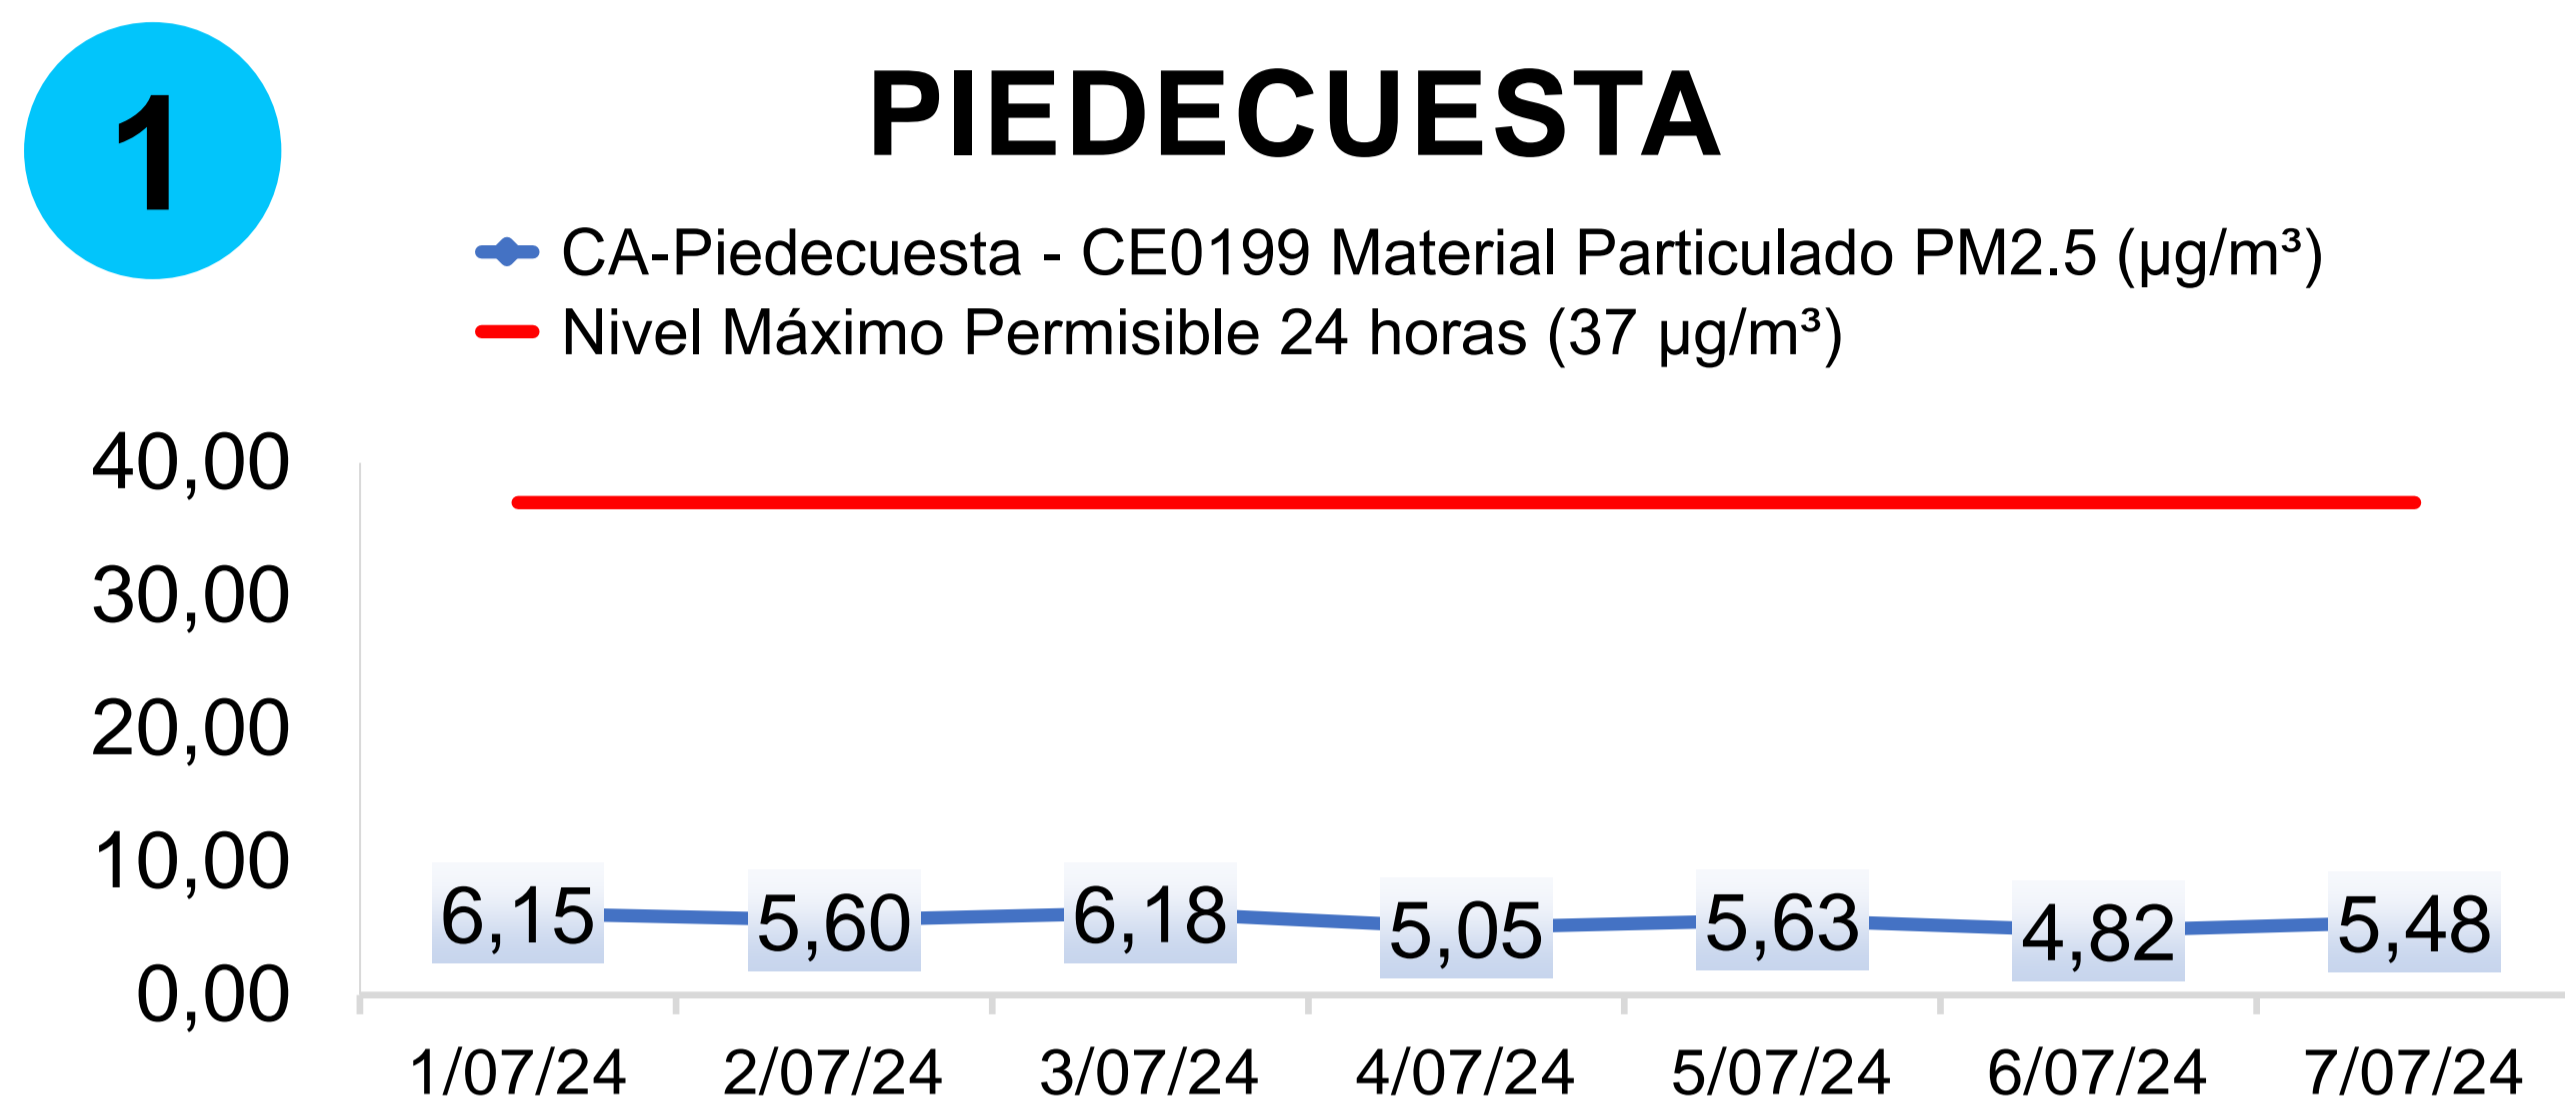 1
PIEDECUESTA
CA-Piedecuesta - CE0199 Material Particulado PM2.5 (µg/m³)
Nivel Máximo Permisible 24 horas (37 µg/m³)
40,00
30,00
20,00
10,00
0,00
6,15 5,60 6,18 5,05 5,63 4,82 5,48
1/07/24 2/07/24 3/07/24 4/07/24 5/07/24 6/07/24 7/07/24